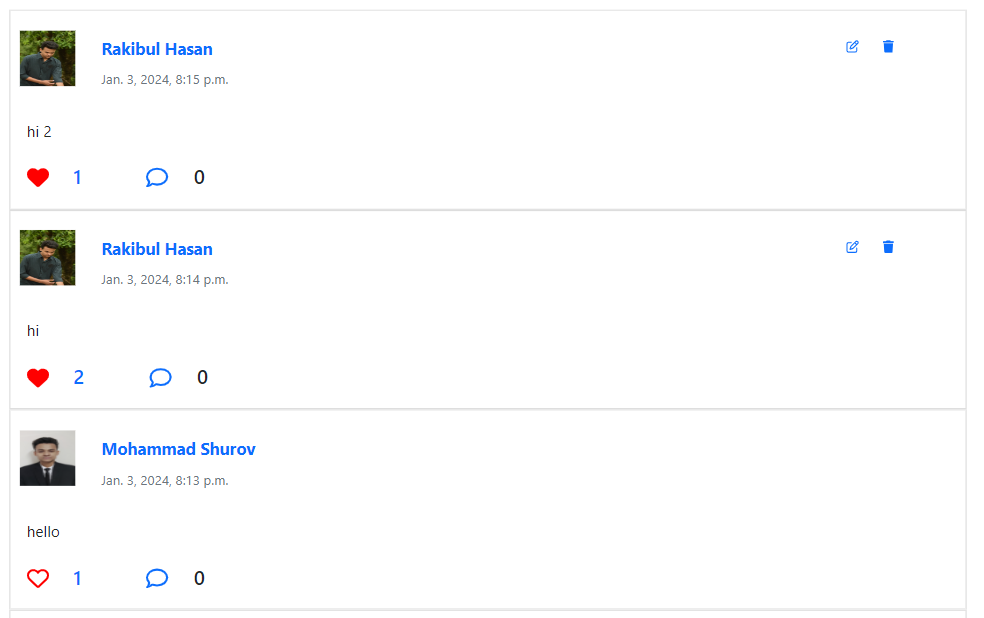 Rakibul Hasan
Jan. 3, 2024, 8:15 p.m.
hi 2
1 0
Rakibul Hasan
Jan. 3, 2024, 8:14 p.m.
hi
2 0
Mohammad Shurov
Jan. 3, 2024, 8:13 p.m.
hello
1 0